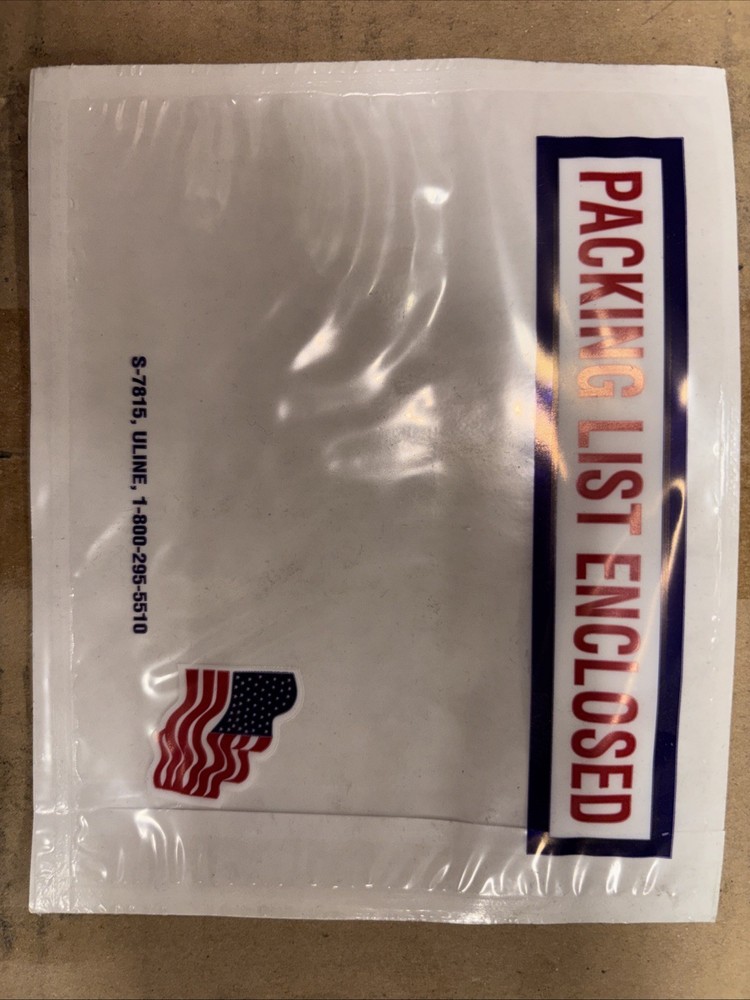 PACKING LIST ENCLOSED
S-7815, ULINE, 1-800-295-5510